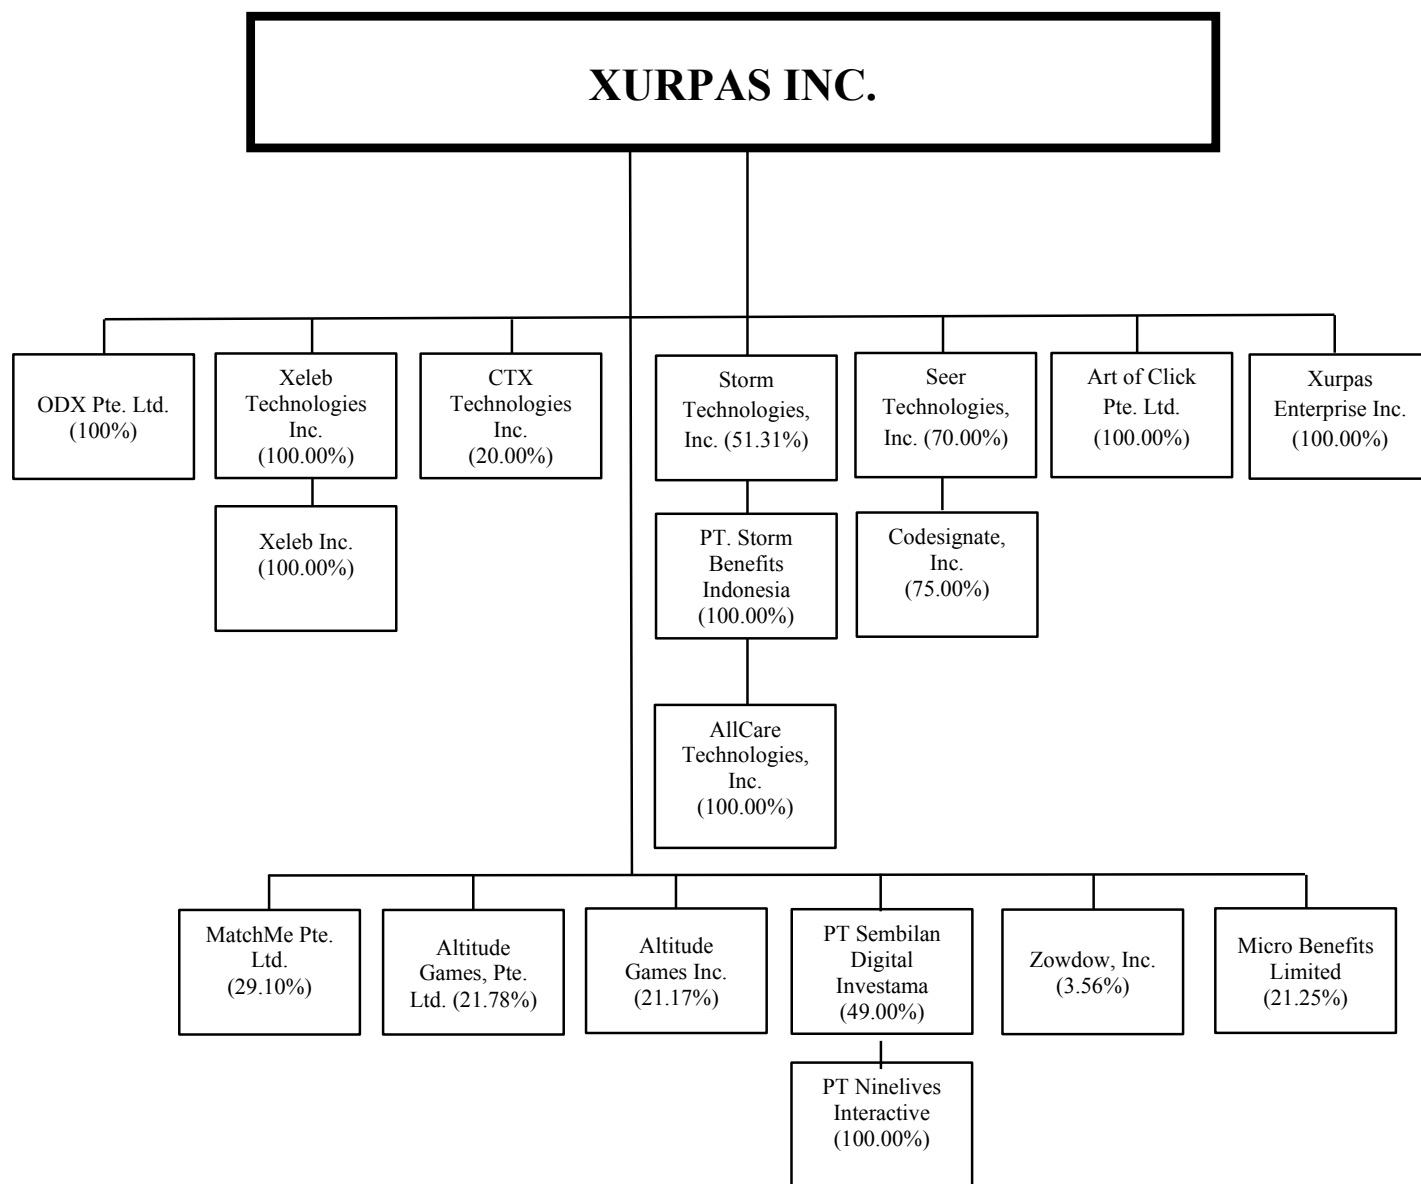 XURPAS INC.
ODX Pte. Ltd.
(100%)
Xeleb
Technologies
Inc.
(100.00%)
CTX
Technologies
Inc.
(20.00%)
Storm
Technologies,
Inc. (51.31%)
Seer
Technologies,
Inc. (70.00%)
Art of Click
Pte. Ltd.
(100.00%)
Xurpas
Enterprise Inc.
(100.00%)
Xeleb Inc.
(100.00%)
PT. Storm
Benefits
Indonesia
(100.00%)
Codesignate,
Inc.
(75.00%)
AllCare
Technologies,
Inc.
(100.00%)
MatchMe Pte.
Ltd.
(29.10%)
Altitude
Games, Pte.
Ltd. (21.78%)
Altitude
Games Inc.
(21.17%)
PT Sembilan
Digital
Investama
(49.00%)
Zowdow, Inc.
(3.56%)
Micro Benefits
Limited
(21.25%)
PT Ninelives
Interactive
(100.00%)